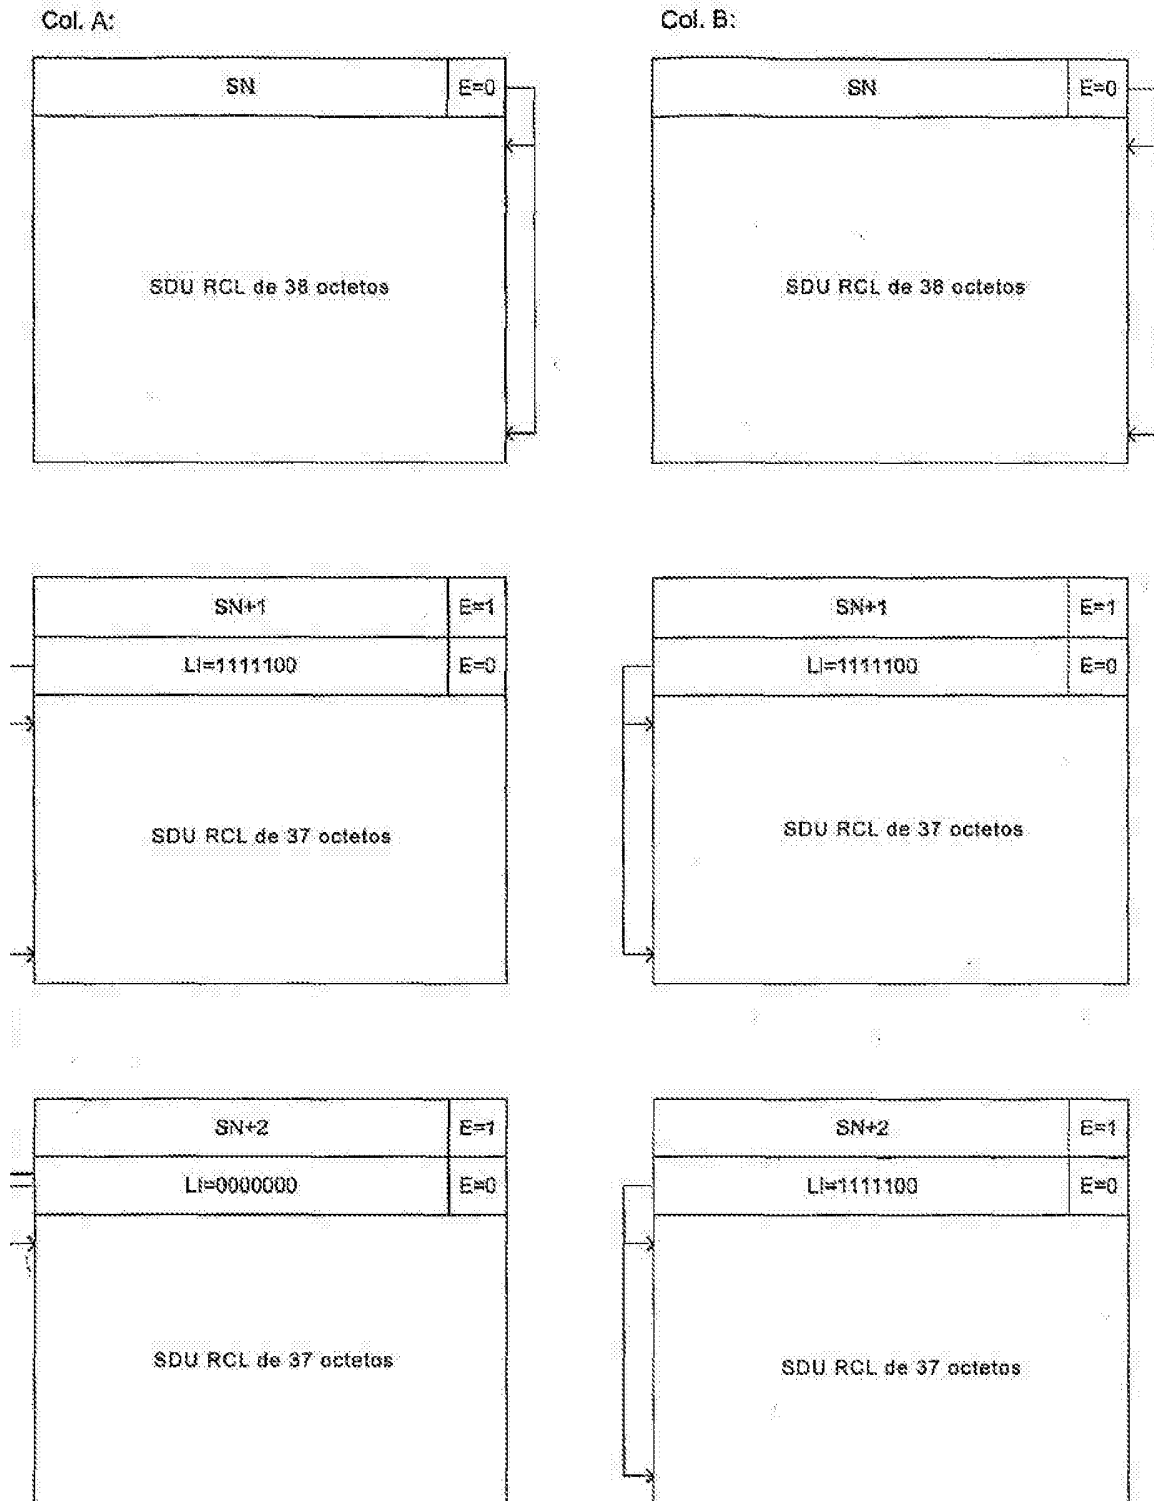 Col. A:
Col. B:
SN E=0
SDU RCL de 38 octetos
SN E=0
SDU RCL de 38 octetos
SN+1 E=1
LI=1111100 E=0
SDU RCL de 37 octetos
SN+1 E=1
LI=1111100 E=0
SDU RCL de 37 octetos
SN+2 E=1
LI=0000000 E=0
SDU RCL de 37 octetos
SN+2 E=1
LI=1111100 E=0
SDU RCL de 37 octetos